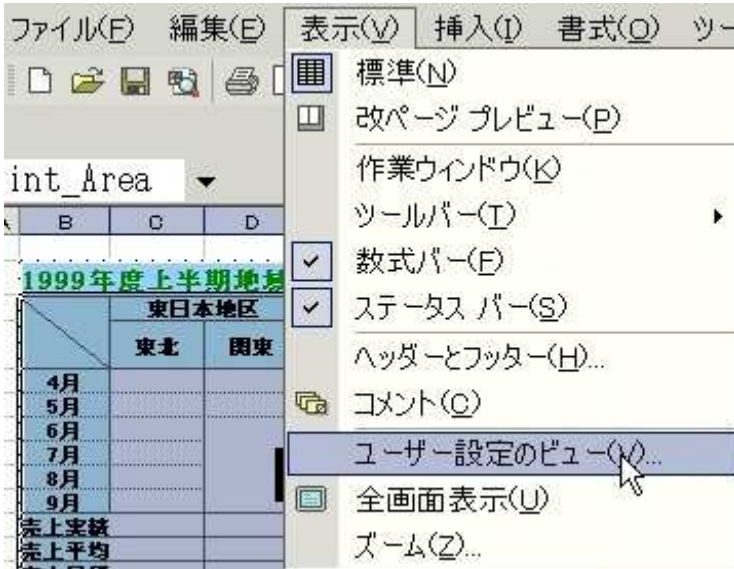 ファイル(F) 編集(E) 表示(V) 挿入(I) 書式(O) ツー
標準(N)
改ページ プレビュー(P)
作業ウィンドウ(K)
ツールバー(T)
数式バー(F)
ステータス バー(S)
ヘッダーとフッター(H)...
コメント(C)
ユーザー設定のビュー(V)...
全画面表示(U)
ズーム(Z)...
int_Area
B C D
1999年度上半期地域
東日本地区
東北 関東
4月
5月
6月
7月
8月
9月
売上実績
売上平均